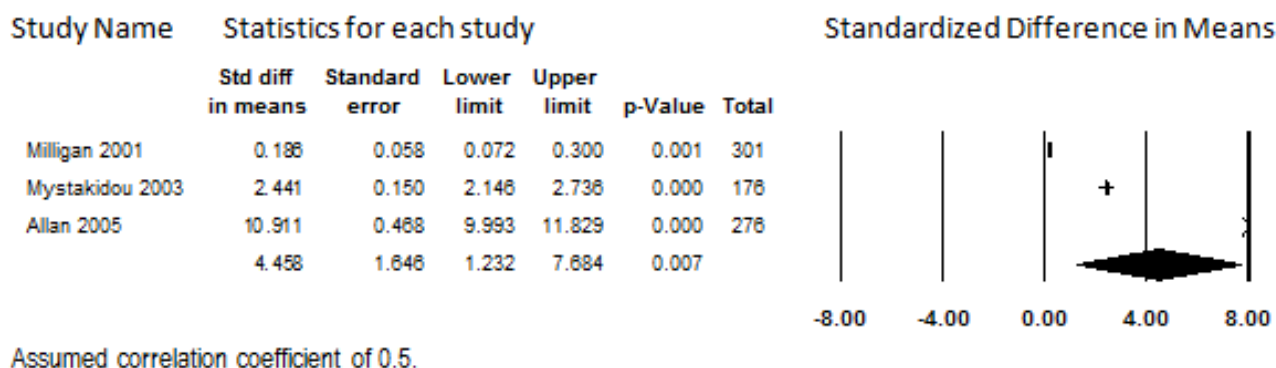 Study Name Statistics for each study Standardized Difference in Means
Std diff in means Standard error Lower limit Upper limit p-Value Total
Milligan 2001 0.186 0.058 0.072 0.300 0.001 301
Mystakidou 2003 2.441 0.150 2.146 2.736 0.000 176
Allan 2005 10.911 0.468 9.993 11.829 0.000 276
4.458 1.646 1.232 7.684 0.007
-8.00 -4.00 0.00 4.00 8.00
Assumed correlation coefficient of 0.5.